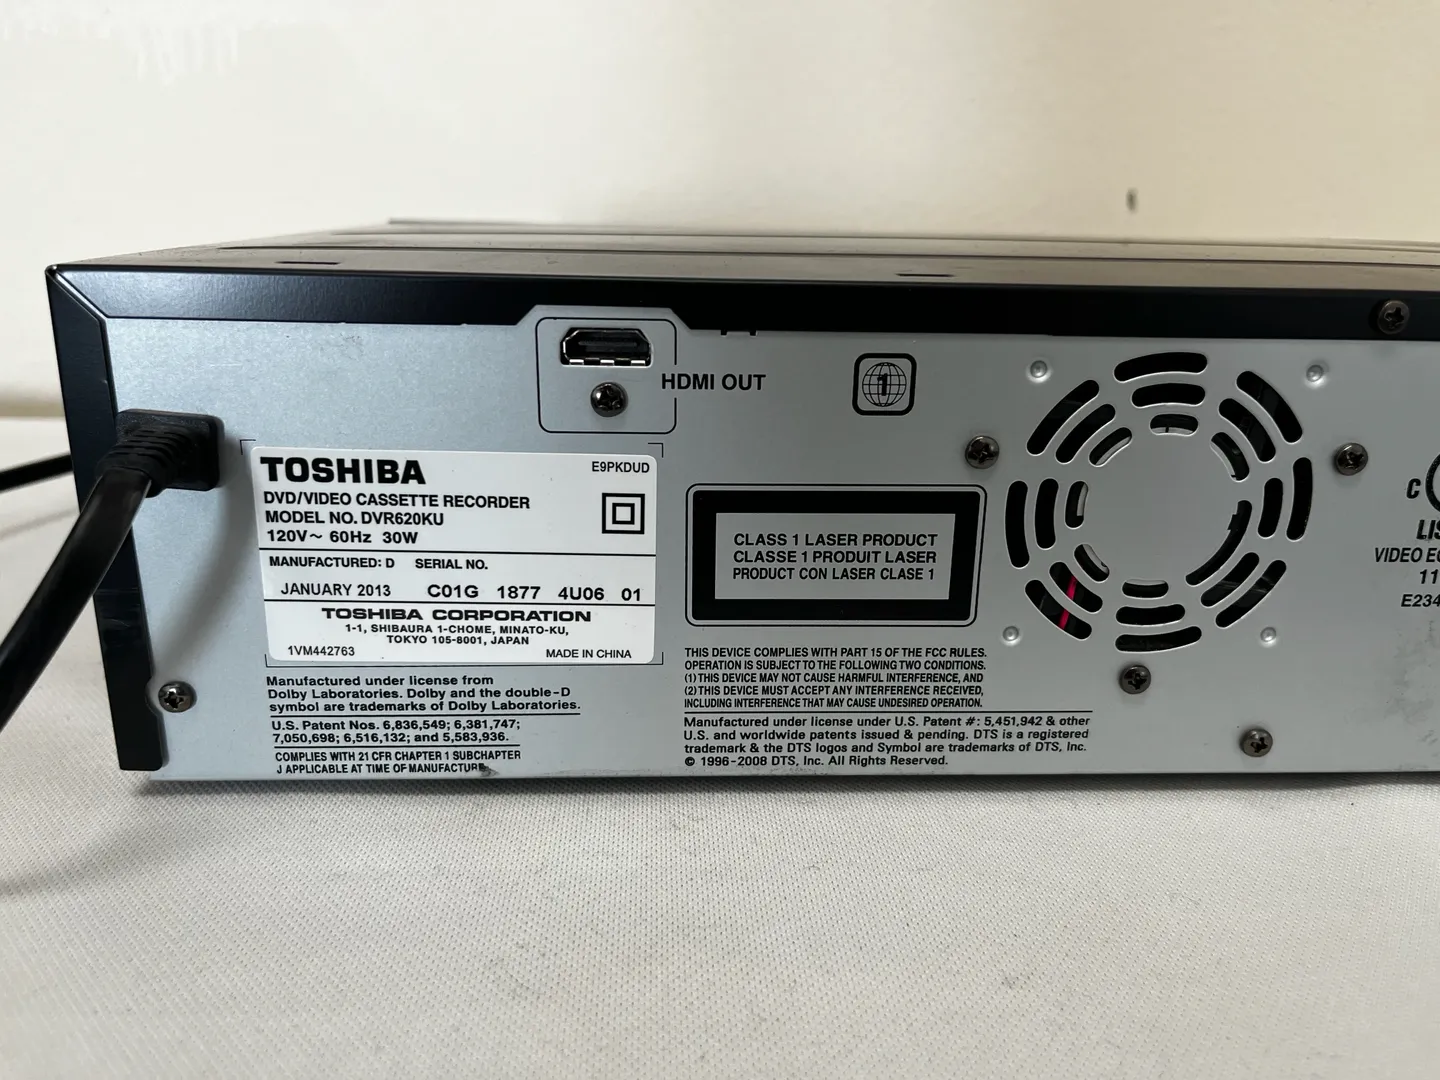 HDMI OUT
1
TOSHIBA
E9PKDUD
DVD/VIDEO CASSETTE RECORDER
MODEL NO. DVR620KU
120V~ 60Hz 30W
MANUFACTURED: D SERIAL NO.
JANUARY 2013 C01G 1877 4U06 01
TOSHIBA CORPORATION
1-1, SHIBAURA 1-CHOME, MINATO-KU,
TOKYO 105-8001, JAPAN
1VM442763 MADE IN CHINA
Manufactured under license from
Dolby Laboratories. Dolby and the double-D
symbol are trademarks of Dolby Laboratories.
U.S. Patent Nos. 6,836,549; 6,381,747;
7,050,698; 6,516,132; and 5,583,936.
COMPLIES WITH 21 CFR CHAPTER 1 SUBCHAPTER
J APPLICABLE AT TIME OF MANUFACTURE
CLASS 1 LASER PRODUCT
CLASSE 1 PRODUIT LASER
PRODUCT CON LASER CLASE 1
THIS DEVICE COMPLIES WITH PART 15 OF THE FCC RULES.
OPERATION IS SUBJECT TO THE FOLLOWING TWO CONDITIONS.
(1) THIS DEVICE MAY NOT CAUSE HARMFUL INTERFERENCE, AND
(2) THIS DEVICE MUST ACCEPT ANY INTERFERENCE RECEIVED,
INCLUDING INTERFERENCE THAT MAY CAUSE UNDESIRED OPERATION.
Manufactured under license under U.S. Patent #: 5,451,942 & other
U.S. and worldwide patents issued & pending. DTS is a registered
trademark & the DTS logos and Symbol are trademarks of DTS, Inc.
© 1996-2008 DTS, Inc. All Rights Reserved.
C
LIS
VIDEO EQ
11
E234